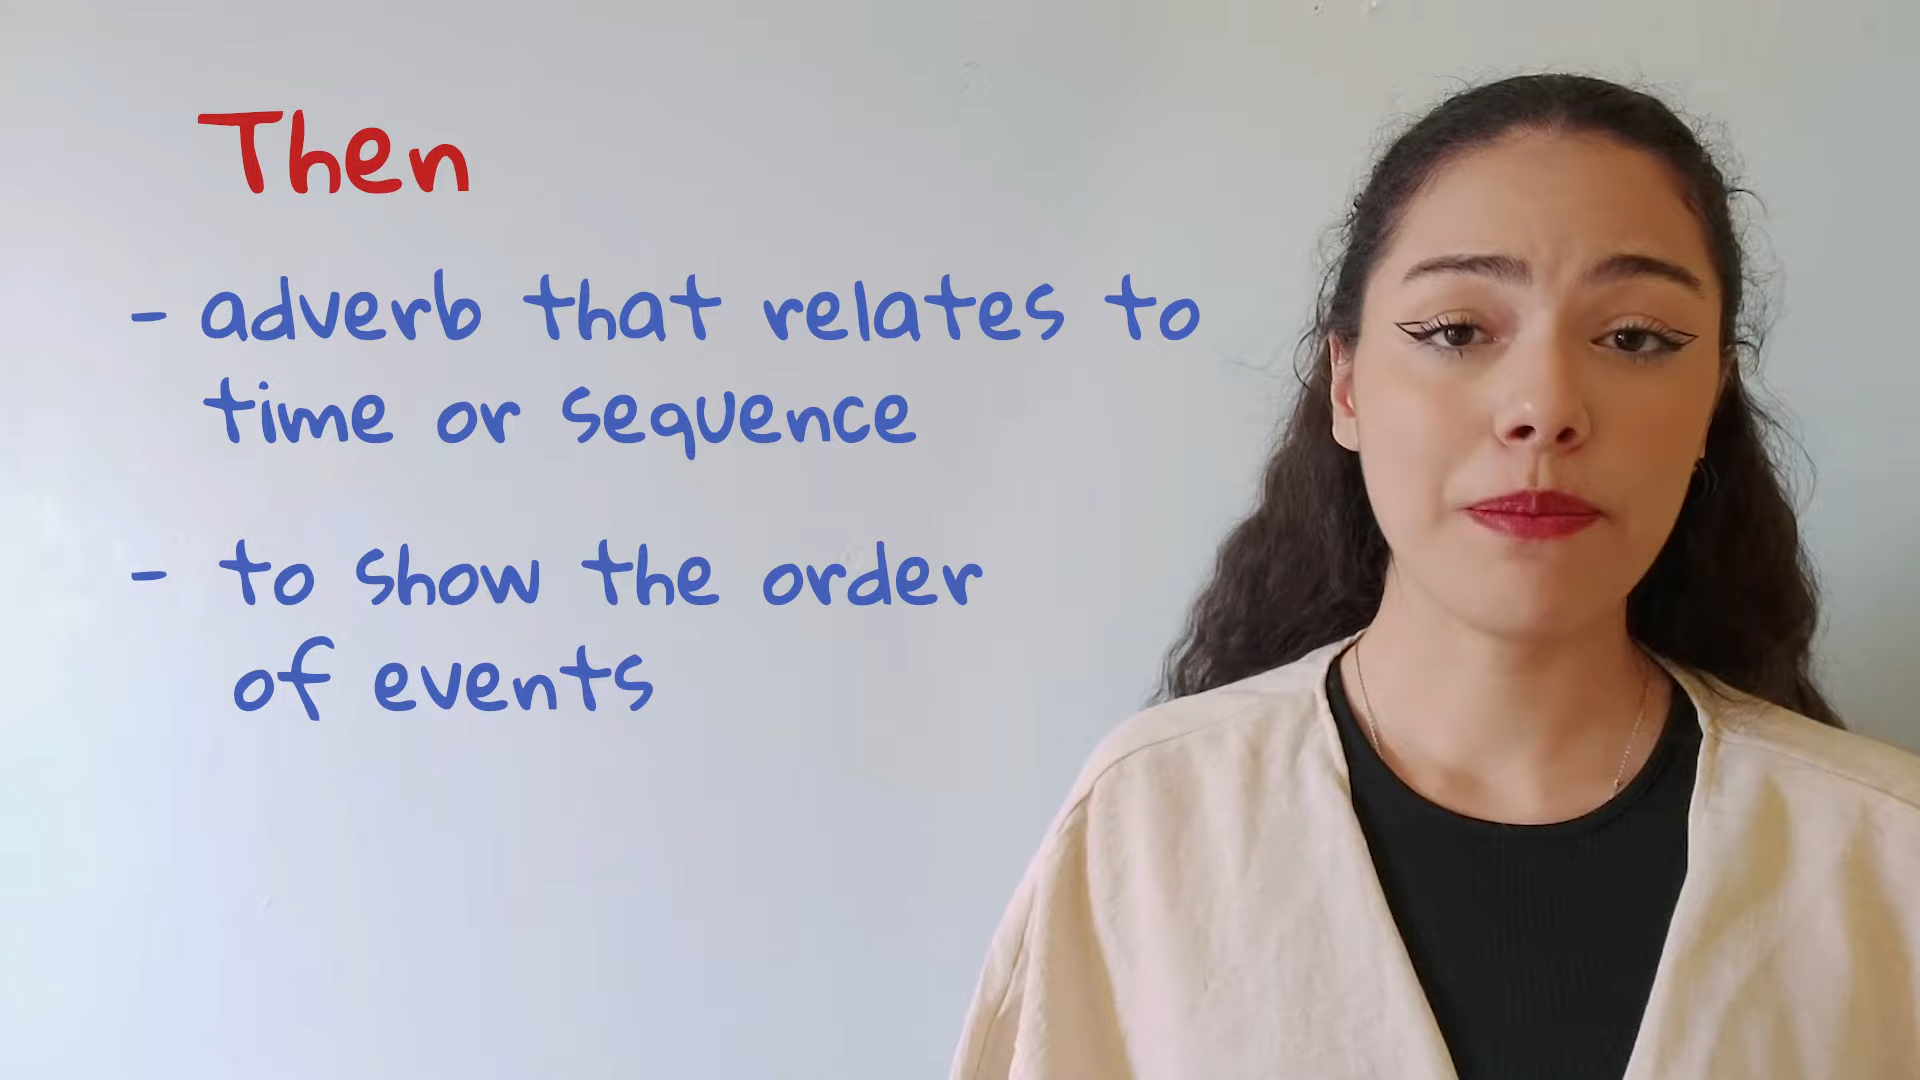 Then
- adverb that relates to
time or sequence
- to show the order
of events